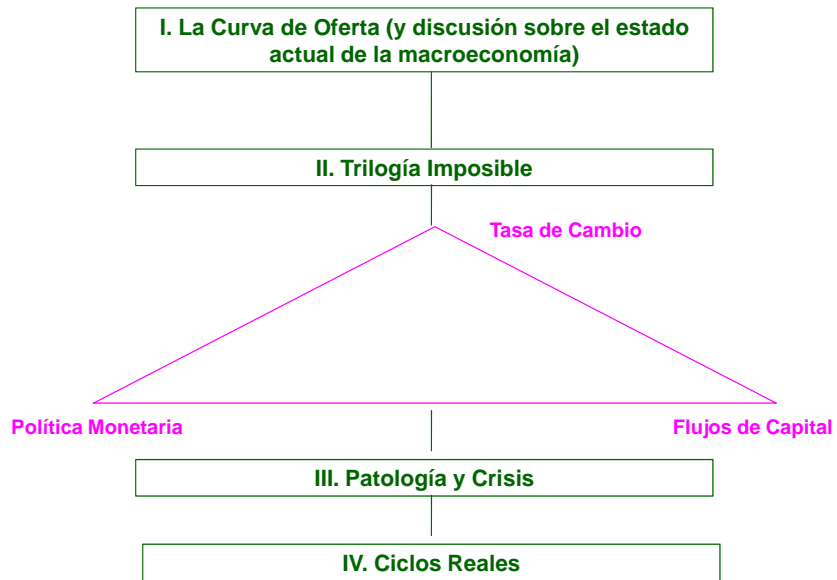 I. La Curva de Oferta (y discusión sobre el estado
actual de la macroeconomía)
II. Trilogía Imposible
Tasa de Cambio
Política Monetaria
Flujos de Capital
III. Patología y Crisis
IV. Ciclos Reales